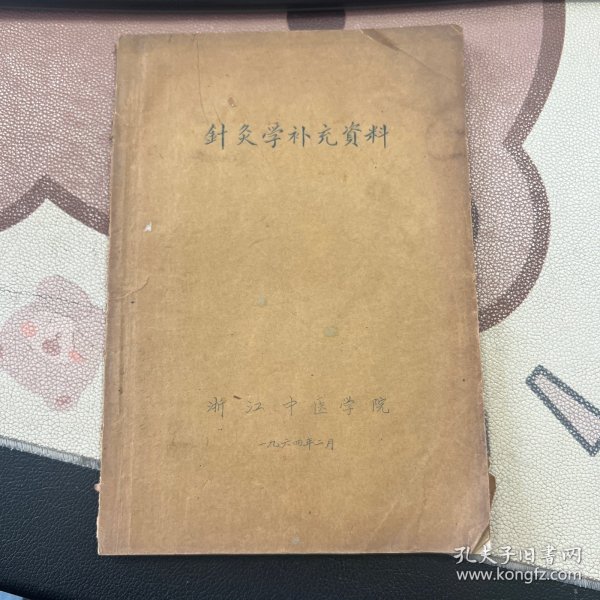 針灸学补充資料
浙江中医学院
一九六四年二月
孔夫子旧书网
www.kongfz.com